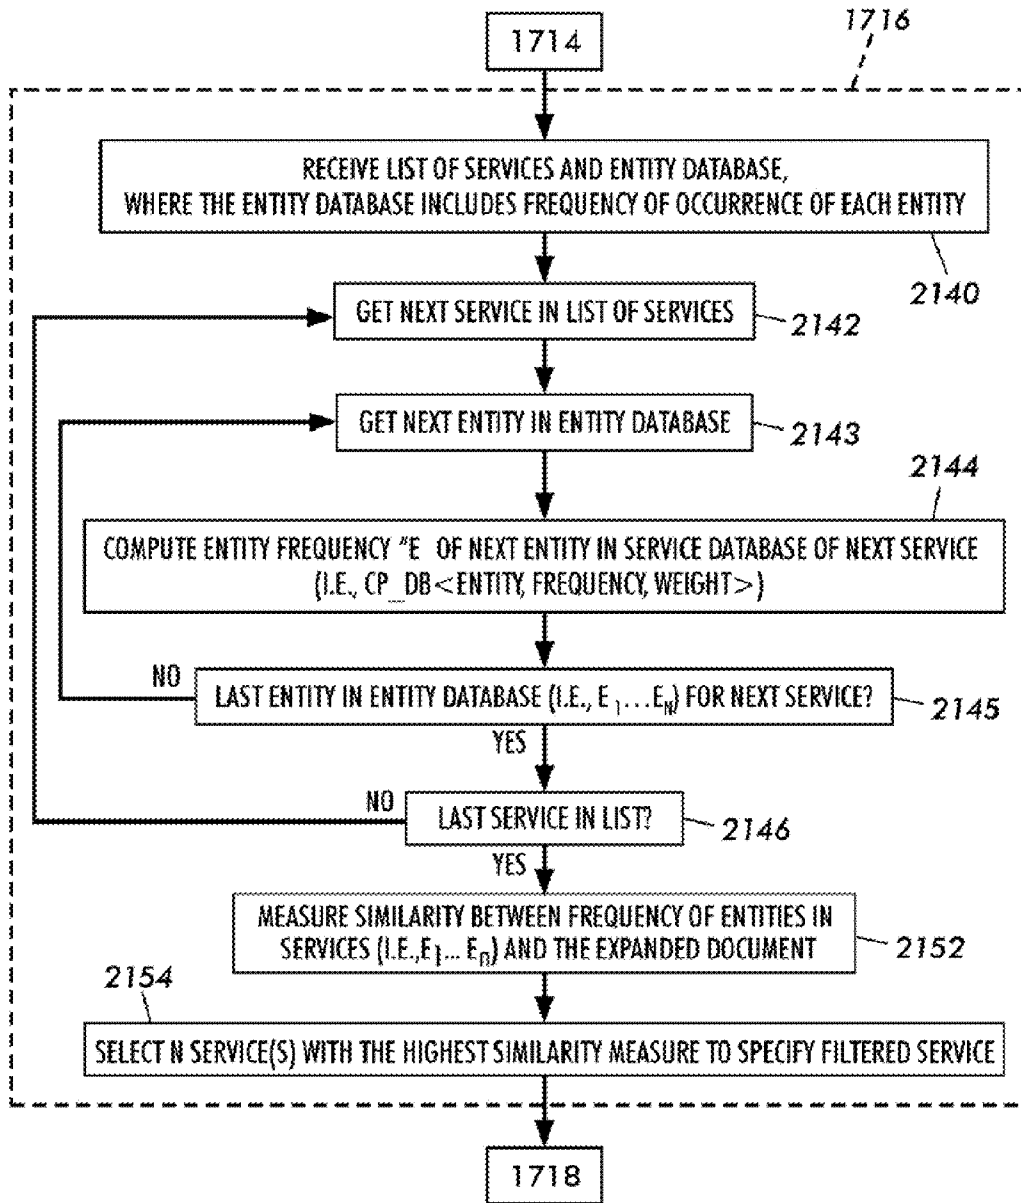 1714
1716
RECEIVE LIST OF SERVICES AND ENTITY DATABASE,
WHERE THE ENTITY DATABASE INCLUDES FREQUENCY OF OCCURRENCE OF EACH ENTITY
2140
GET NEXT SERVICE IN LIST OF SERVICES
2142
GET NEXT ENTITY IN ENTITY DATABASE
2143
2144
COMPUTE ENTITY FREQUENCY "E OF NEXT ENTITY IN SERVICE DATABASE OF NEXT SERVICE
(I.E., CP_DB<ENTITY, FREQUENCY, WEIGHT>)
NO
LAST ENTITY IN ENTITY DATABASE (I.E., E1...EN) FOR NEXT SERVICE?
2145
YES
NO
LAST SERVICE IN LIST?
2146
YES
MEASURE SIMILARITY BETWEEN FREQUENCY OF ENTITIES IN
SERVICES (I.E.,E1... En) AND THE EXPANDED DOCUMENT
2152
2154
SELECT N SERVICE(S) WITH THE HIGHEST SIMILARITY MEASURE TO SPECIFY FILTERED SERVICE
1718